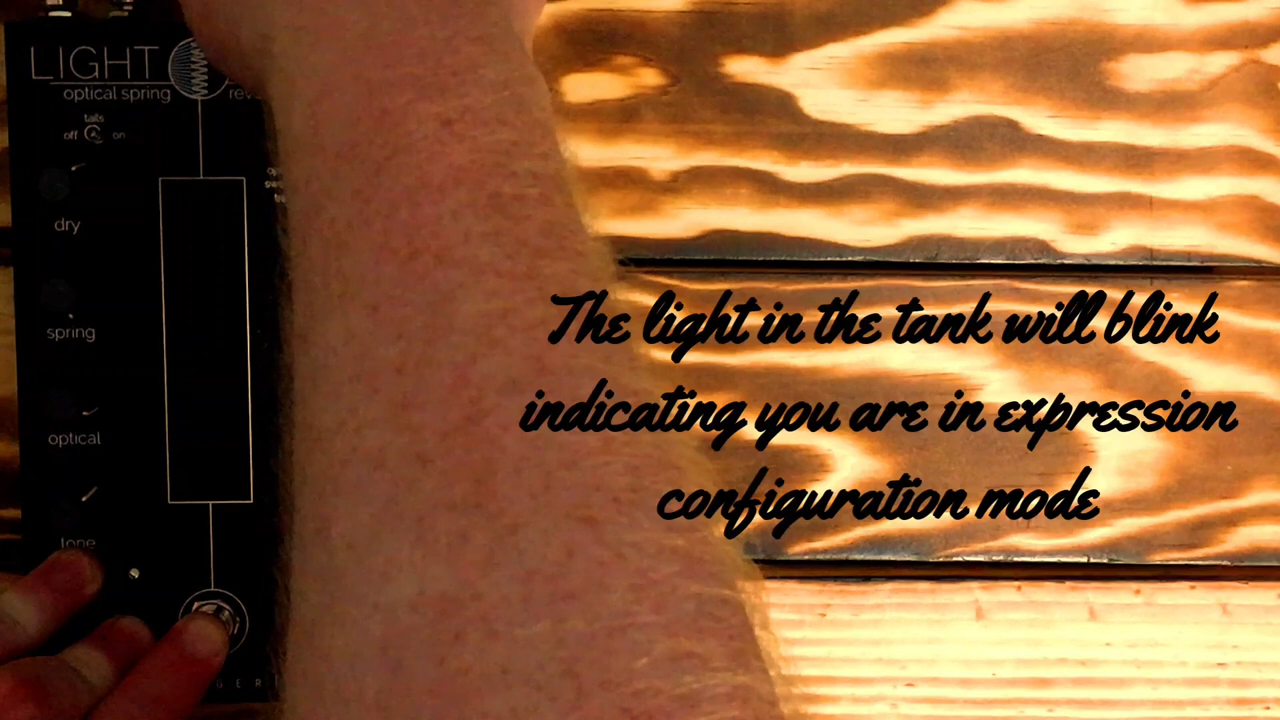 LIGHT
optical spring
tails
off on
dry
spring
optical
tone
The light in the tank will blink
indicating you are in expression
configuration mode